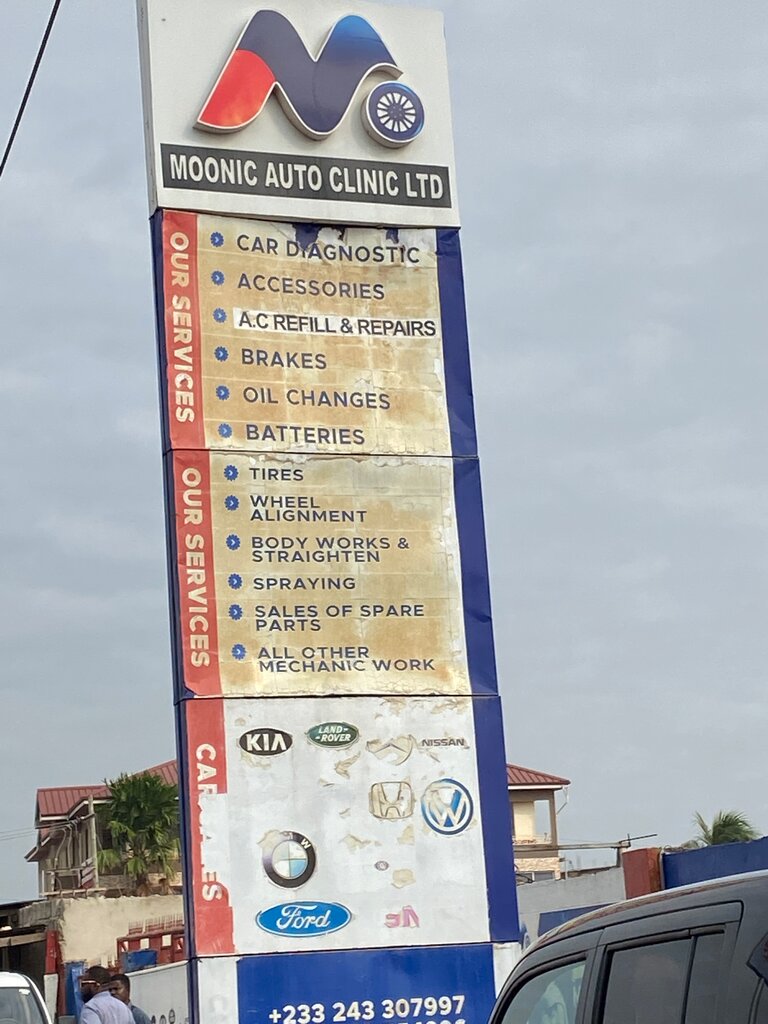 MOONIC AUTO CLINIC LTD
OUR SERVICES
CAR DIAGNOSTIC
ACCESSORIES
A.C REFILL & REPAIRS
BRAKES
OIL CHANGES
BATTERIES
OUR SERVICES
TIRES
WHEEL
ALIGNMENT
BODY WORKS &
STRAIGHTEN
SPRAYING
SALES OF SPARE
PARTS
ALL OTHER
MECHANIC WORK
KIA
LAND-
-ROVER
NISSAN
BMW
Ford
+233 243 307997